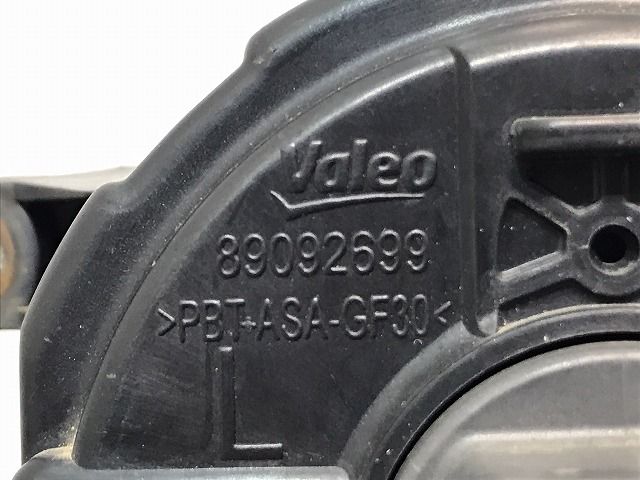 Valeo
89092699
>PBT+ASA-GF30<
L